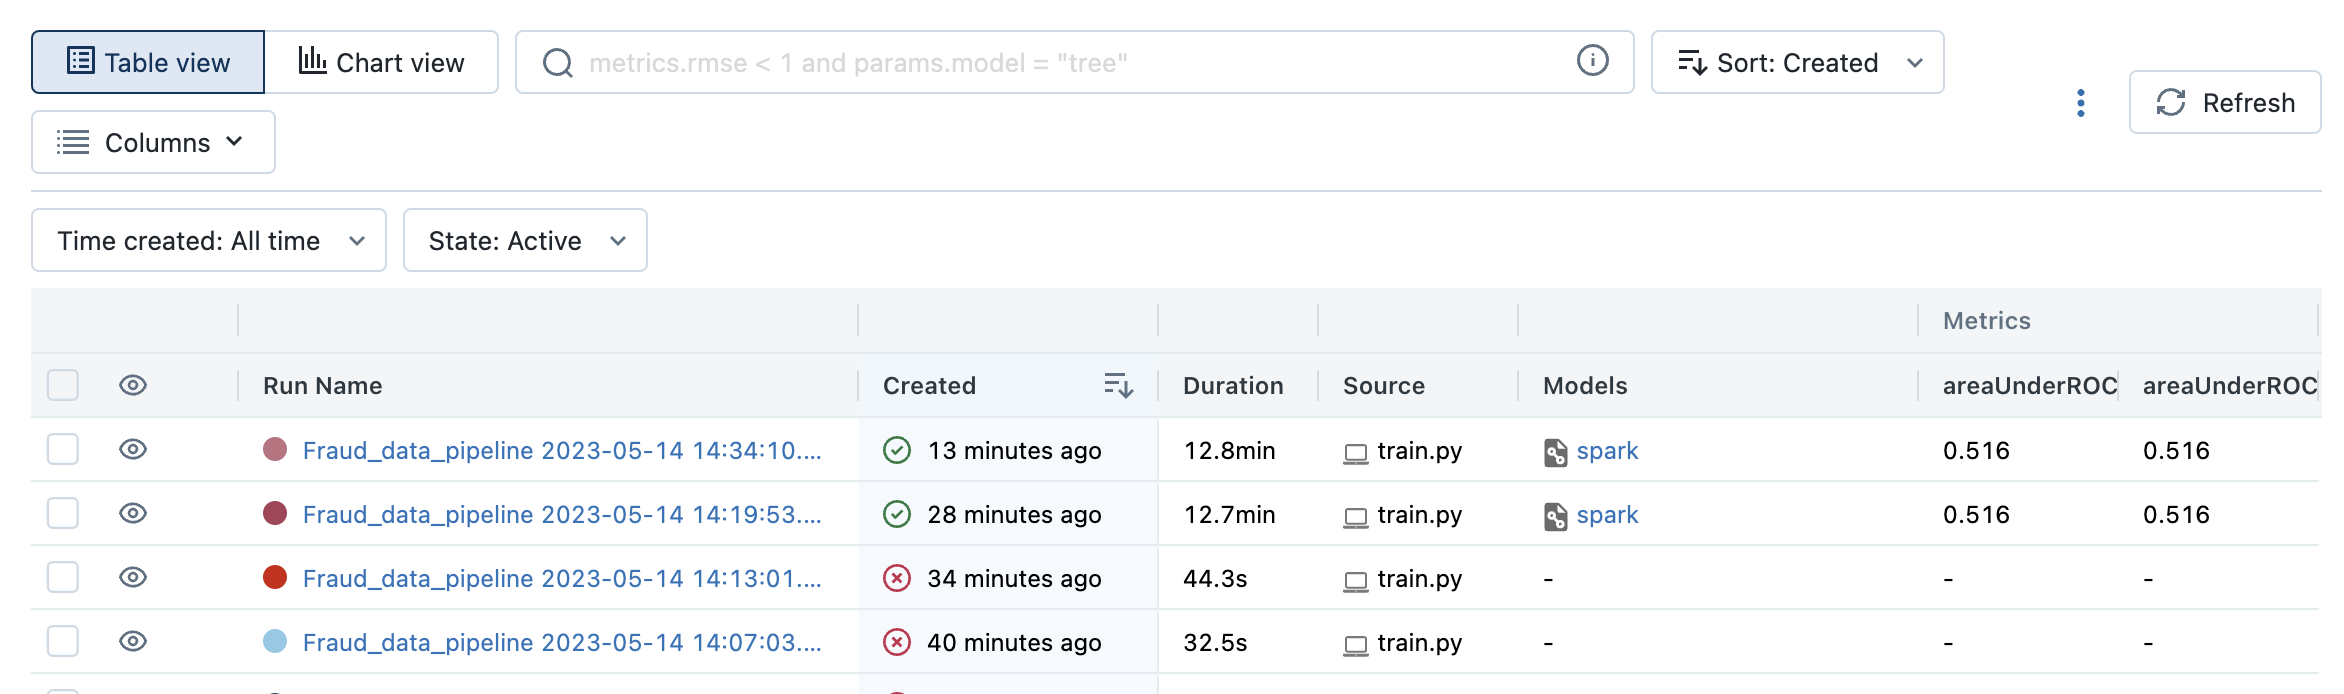 Table view
Chart view
metrics.rmse < 1 and params.model = "tree"
Sort: Created
Refresh
Columns
Time created: All time
State: Active
Metrics
Run Name Created Duration Source Models areaUnderROC areaUnderROC
Fraud_data_pipeline 2023-05-14 14:34:10.... 13 minutes ago 12.8min train.py spark 0.516 0.516
Fraud_data_pipeline 2023-05-14 14:19:53.... 28 minutes ago 12.7min train.py spark 0.516 0.516
Fraud_data_pipeline 2023-05-14 14:13:01.... 34 minutes ago 44.3s train.py - - -
Fraud_data_pipeline 2023-05-14 14:07:03.... 40 minutes ago 32.5s train.py - - -